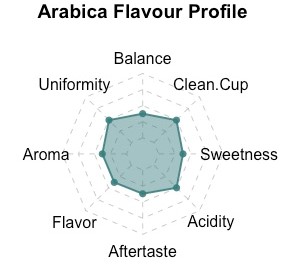 Arabica Flavour Profile
Balance
Uniformity
Clean.Cup
Aroma
Sweetness
Flavor
Acidity
Aftertaste